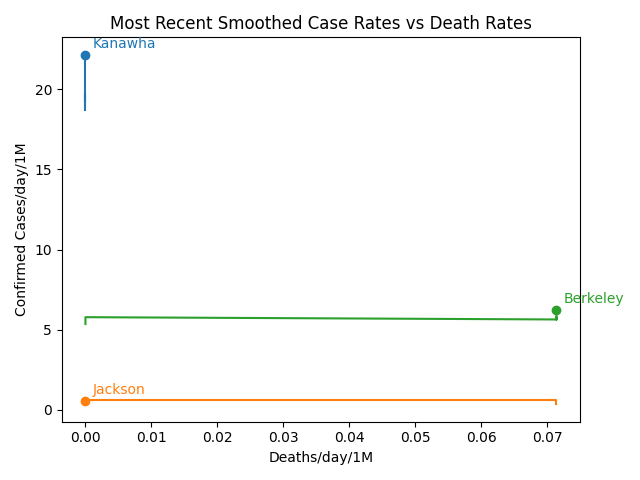 Most Recent Smoothed Case Rates vs Death Rates
Kanawha
Berkeley
Jackson
Confirmed Cases/day/1M
20
15
10
5
0
0.00 0.01 0.02 0.03 0.04 0.05 0.06 0.07
Deaths/day/1M